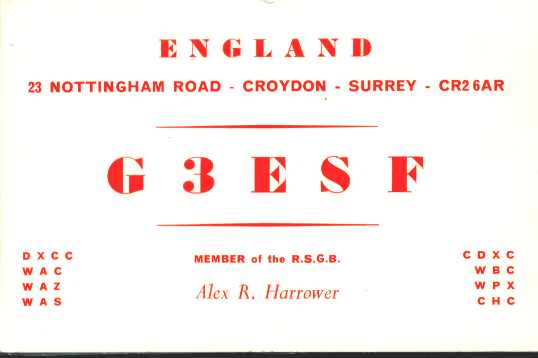 ENGLAND
23 NOTTINGHAM ROAD - CROYDON - SURREY - CR2 6AR
G3ESF
MEMBER of the R.S.G.B.
Alex R. Harrower
DXCC
WAC
WAZ
WAS
CDXC
WBC
WPX
CHC